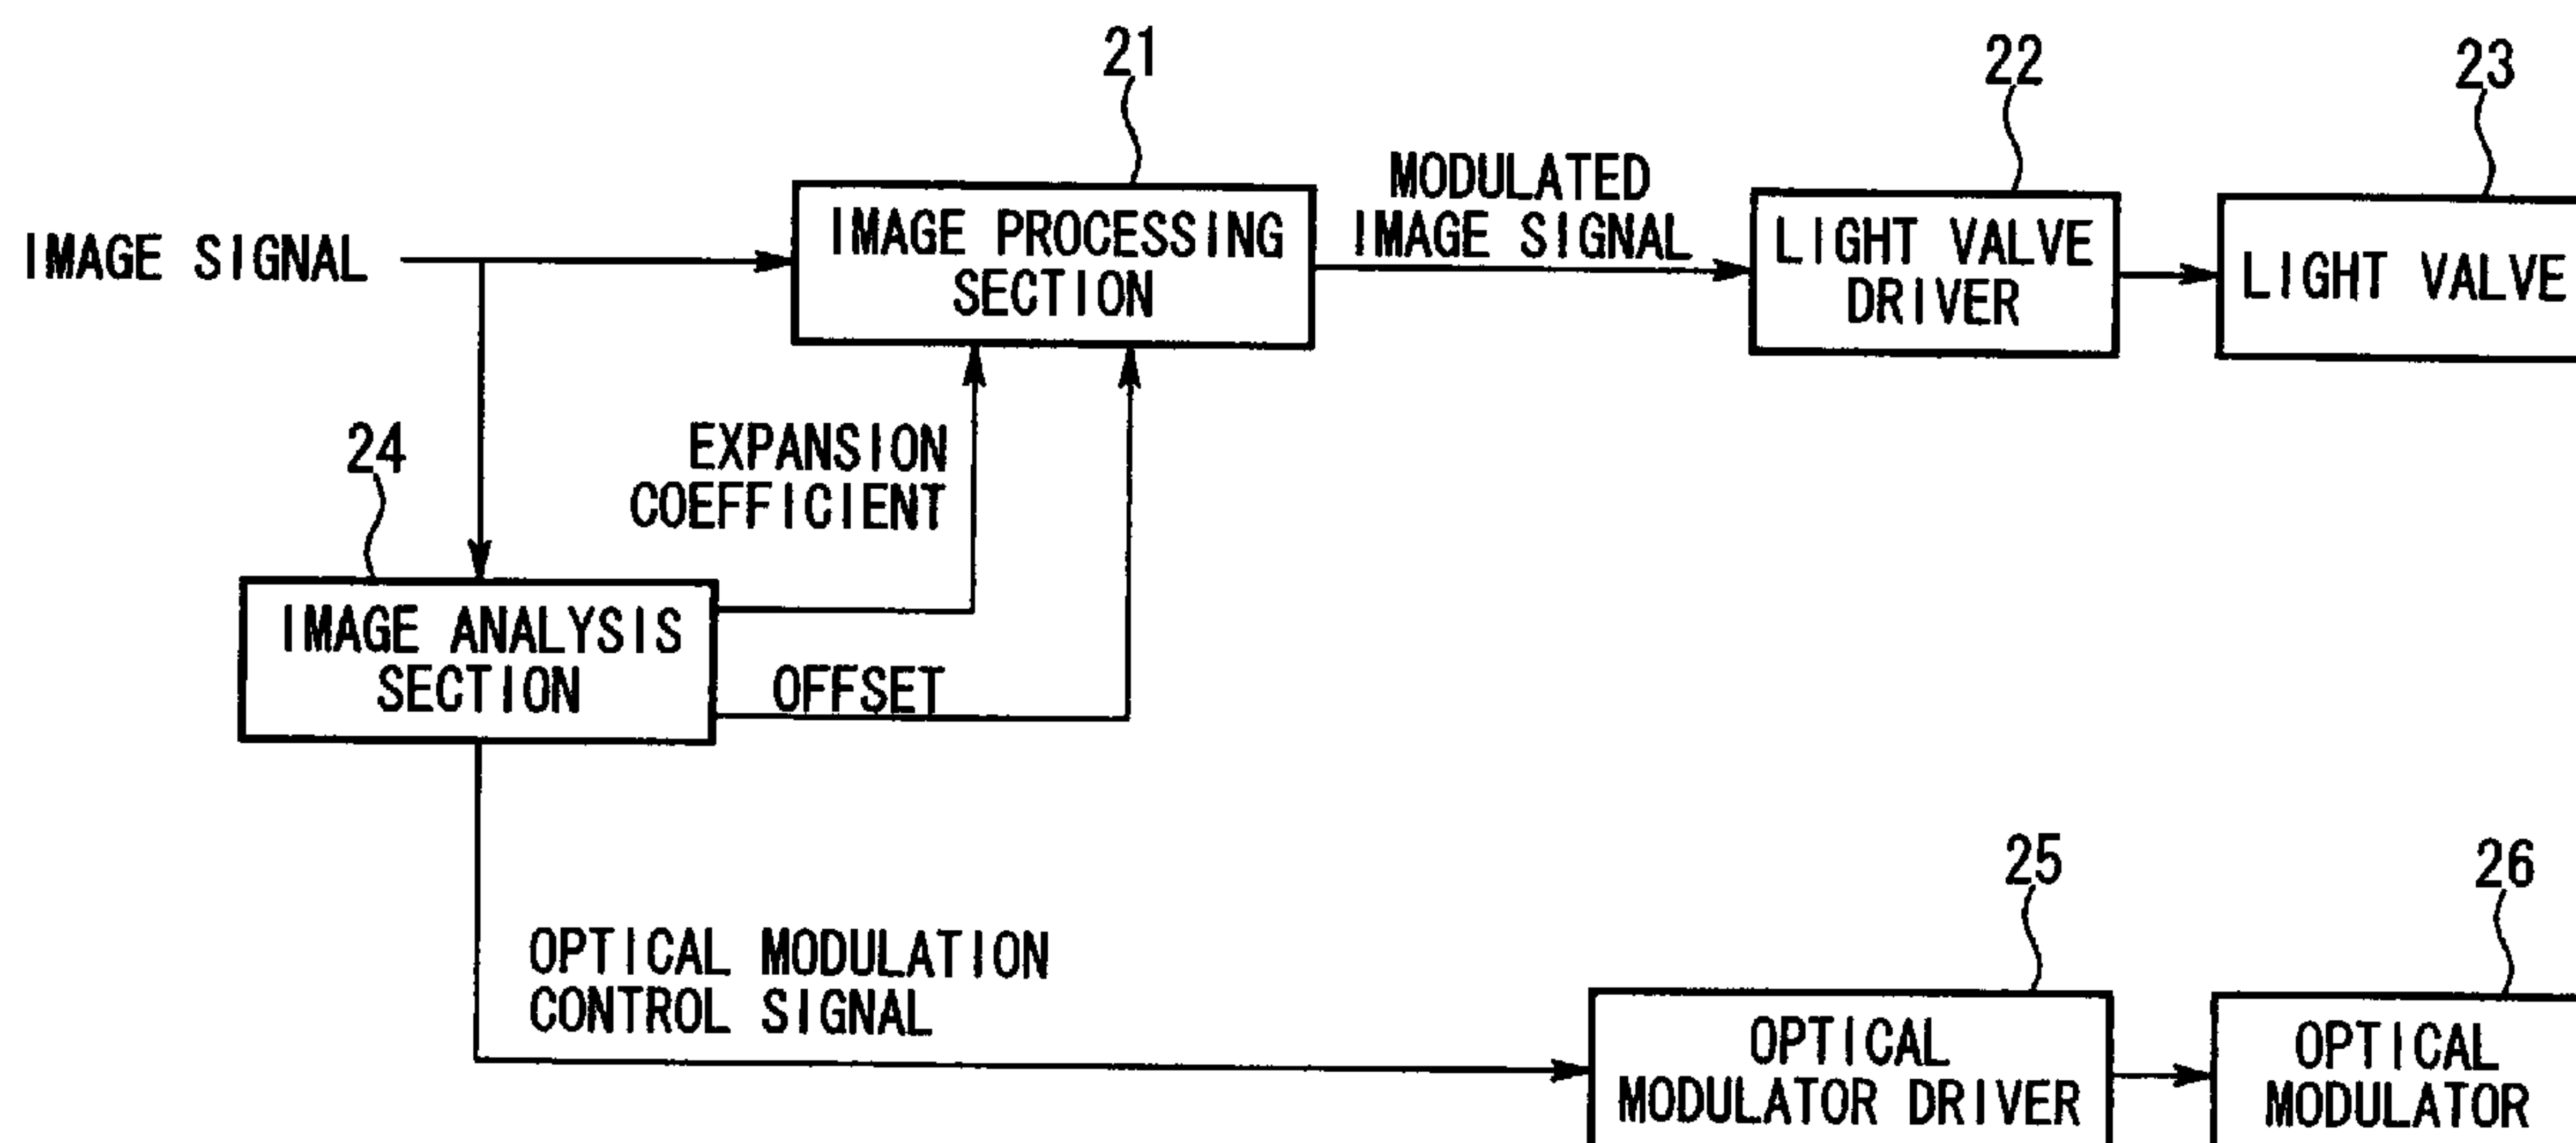 21
22
23
IMAGE SIGNAL
IMAGE PROCESSING
SECTION
MODULATED
IMAGE SIGNAL
LIGHT VALVE
DRIVER
LIGHT VALVE
24
EXPANSION
COEFFICIENT
IMAGE ANALYSIS
SECTION
OFFSET
OPTICAL MODULATION
CONTROL SIGNAL
25
26
OPTICAL
MODULATOR DRIVER
OPTICAL
MODULATOR